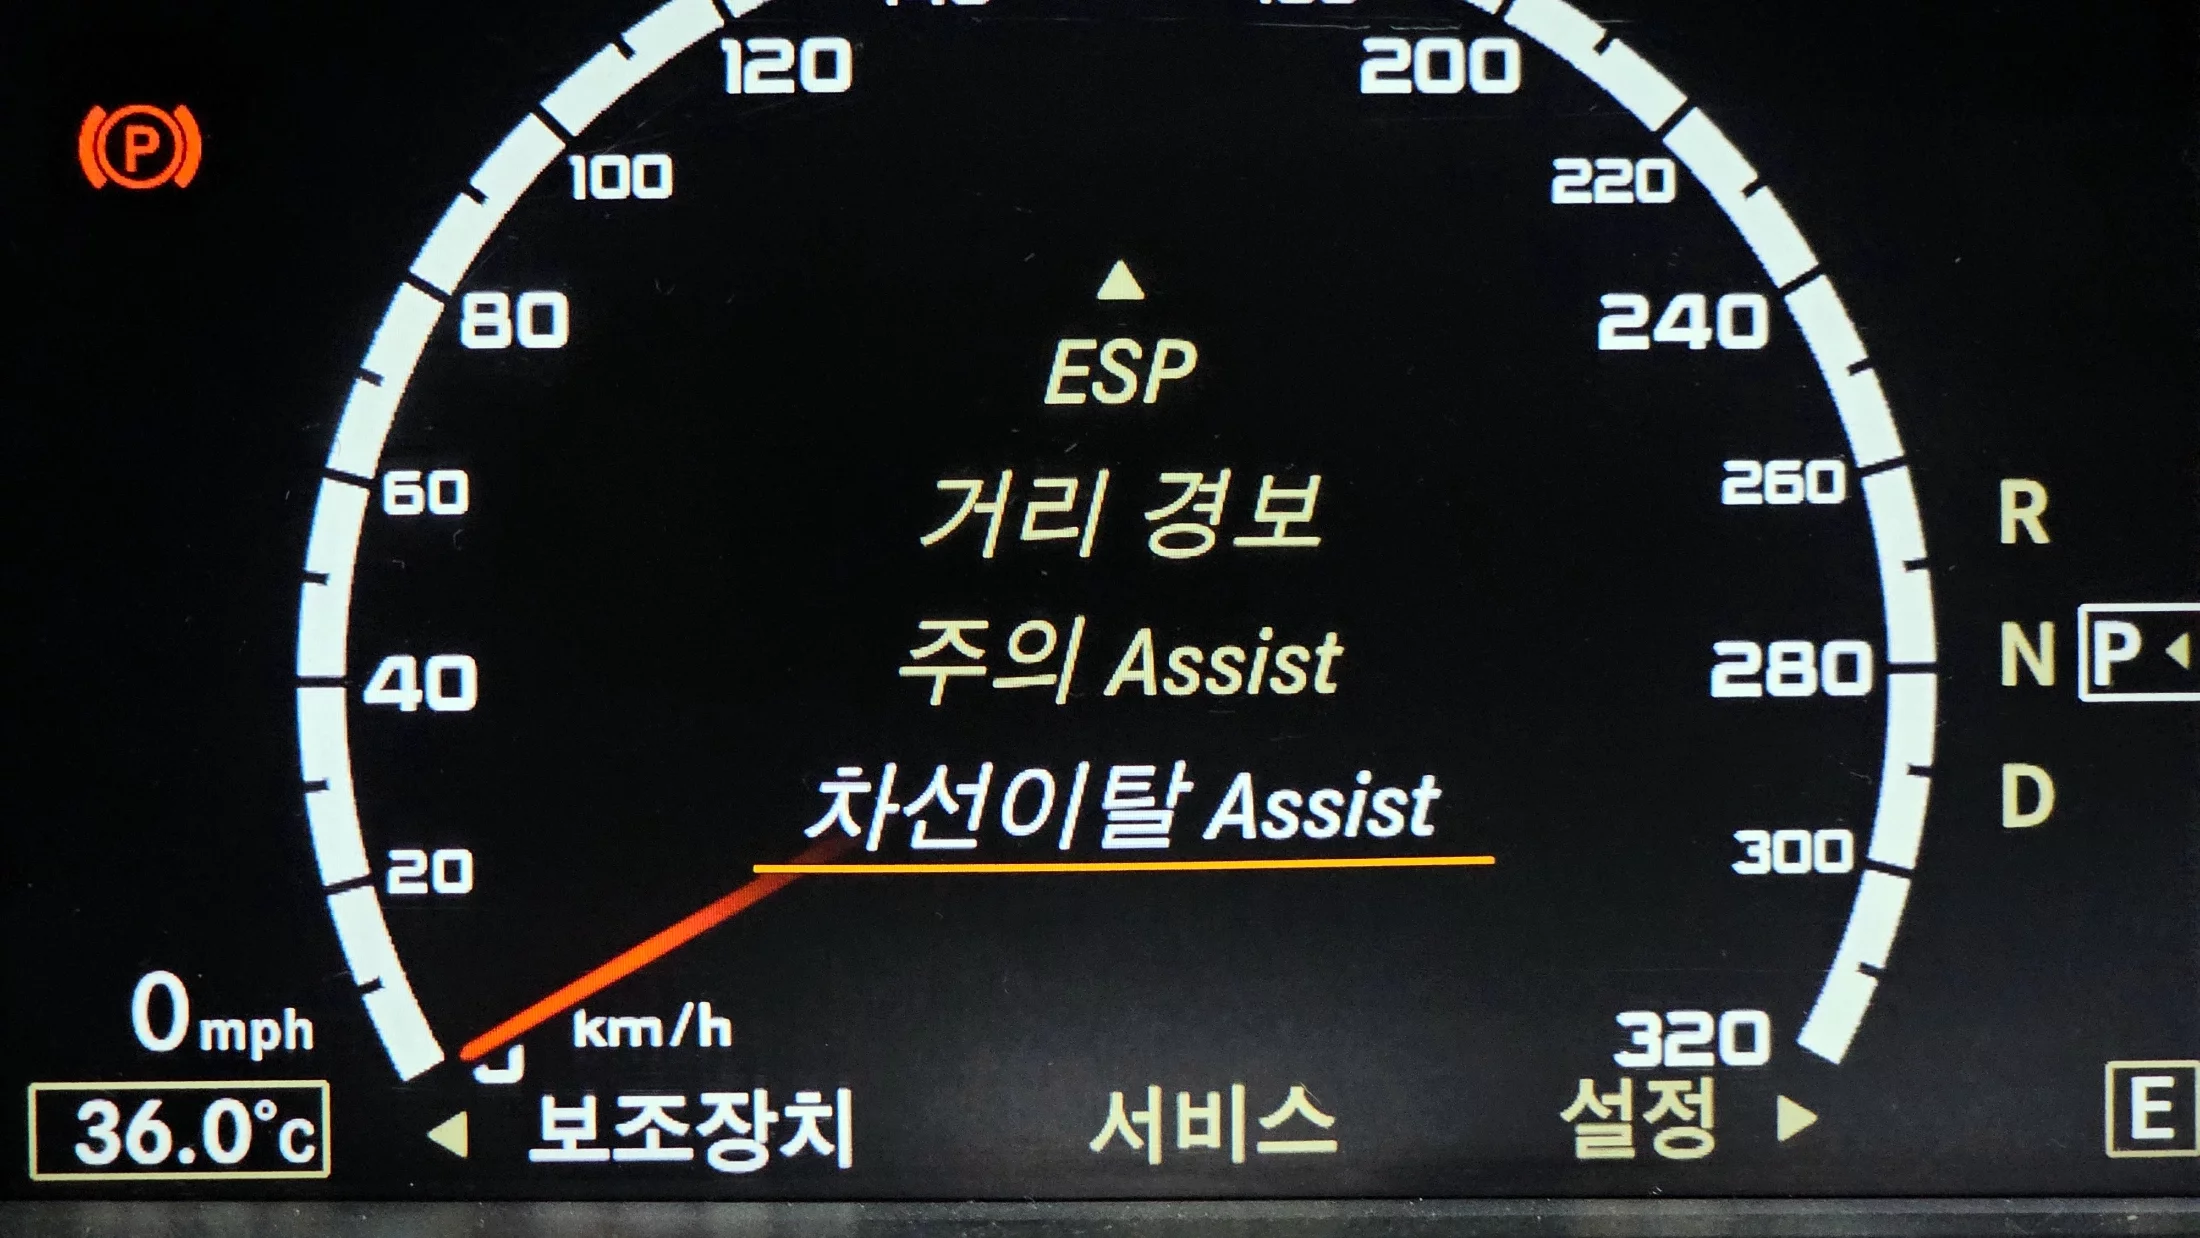 120
200
P
100
220
80
240
ESP
60
거리 경보
260
R
40
주의 Assist
280
N P
차선이탈 Assist
D
20
300
0 mph
km/h
320
36.0°C
보조장치 서비스 설정
E